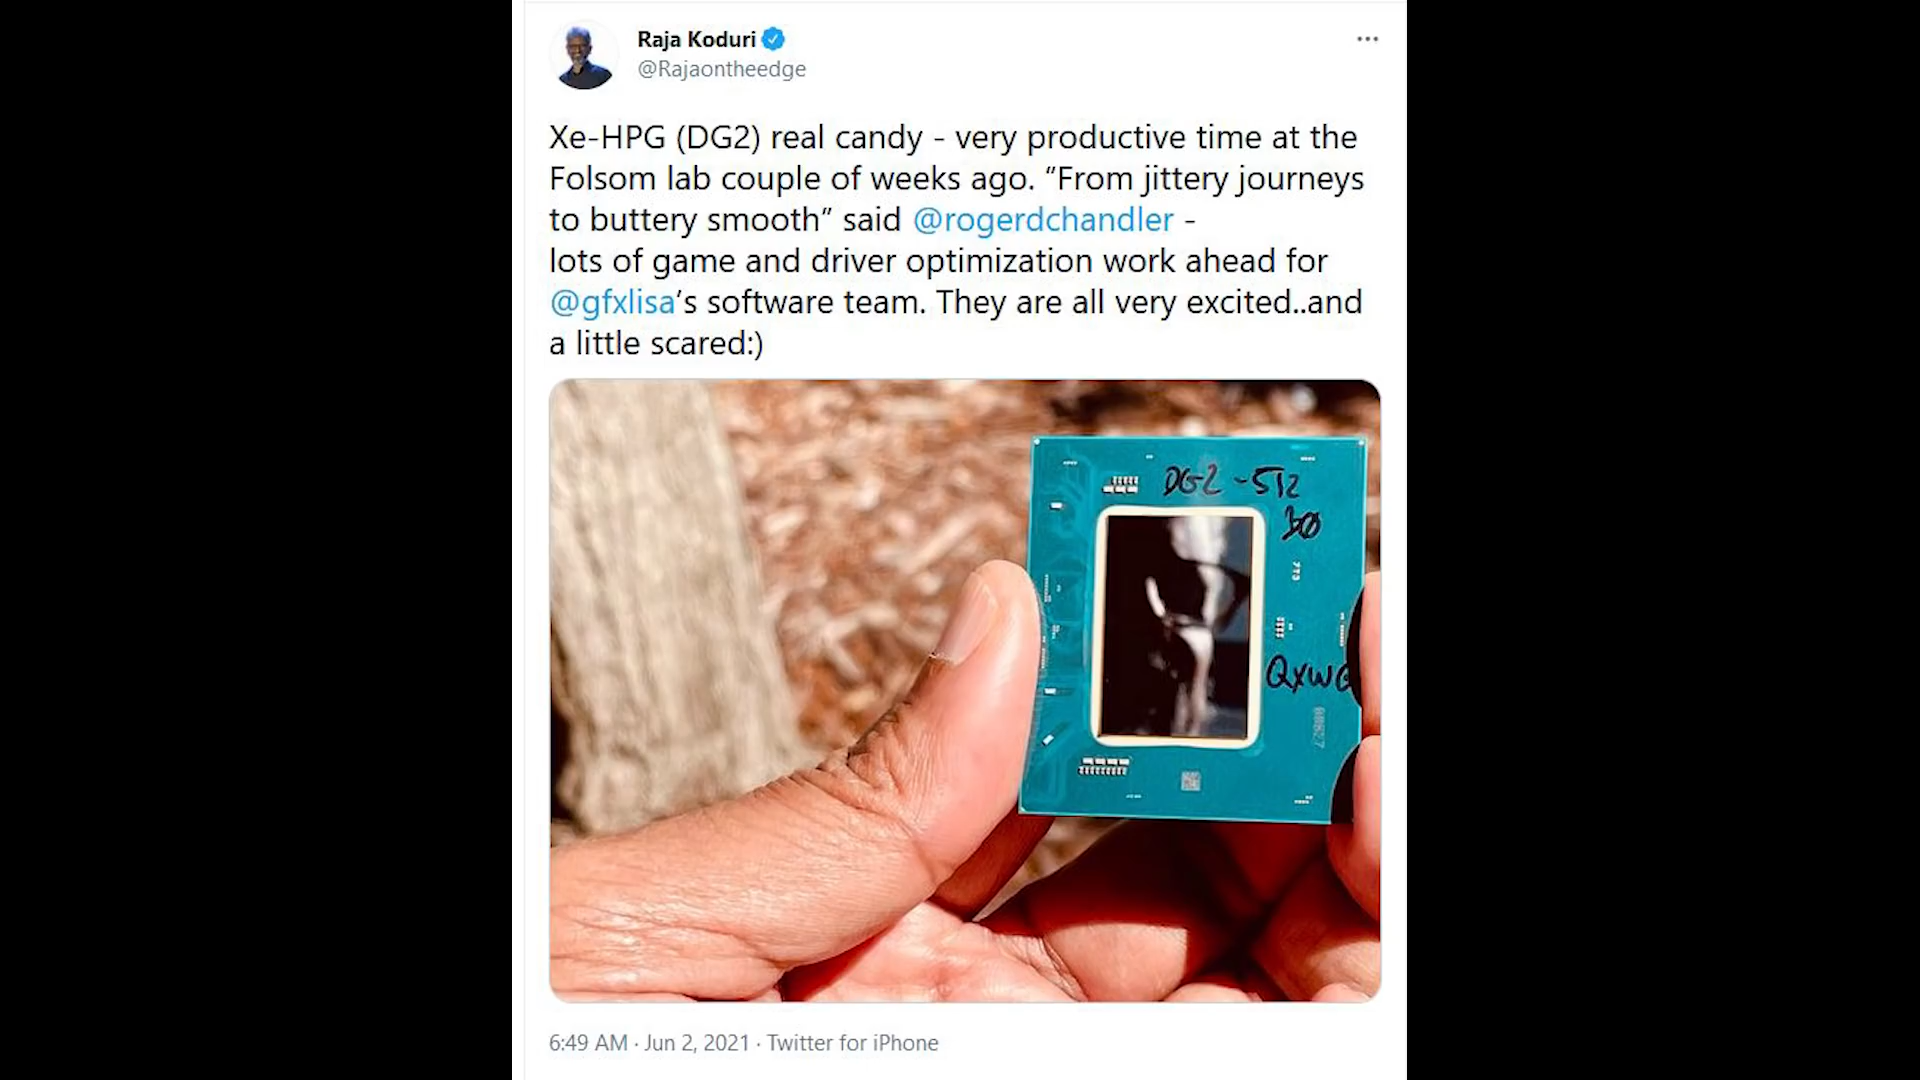 Raja Koduri
@Rajaontheedge
Xe-HPG (DG2) real candy - very productive time at the
Folsom lab couple of weeks ago. "From jittery journeys
to buttery smooth" said @rogerdchandler -
lots of game and driver optimization work ahead for
@gfxlisa's software team. They are all very excited..and
a little scared:)
DG2-512
6:49 AM · Jun 2, 2021 · Twitter for iPhone